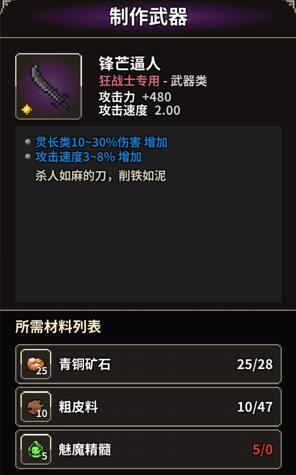 制作武器
锋芒逼人
狂战士专用 - 武器类
攻击力 +480
攻击速度 2.00
灵长类10~30%伤害 增加
攻击速度3~8% 增加
杀人如麻的刀，削铁如泥
所需材料列表
25
青铜矿石 25/28
10
粗皮料 10/47
5
魅魔精髓 5/0